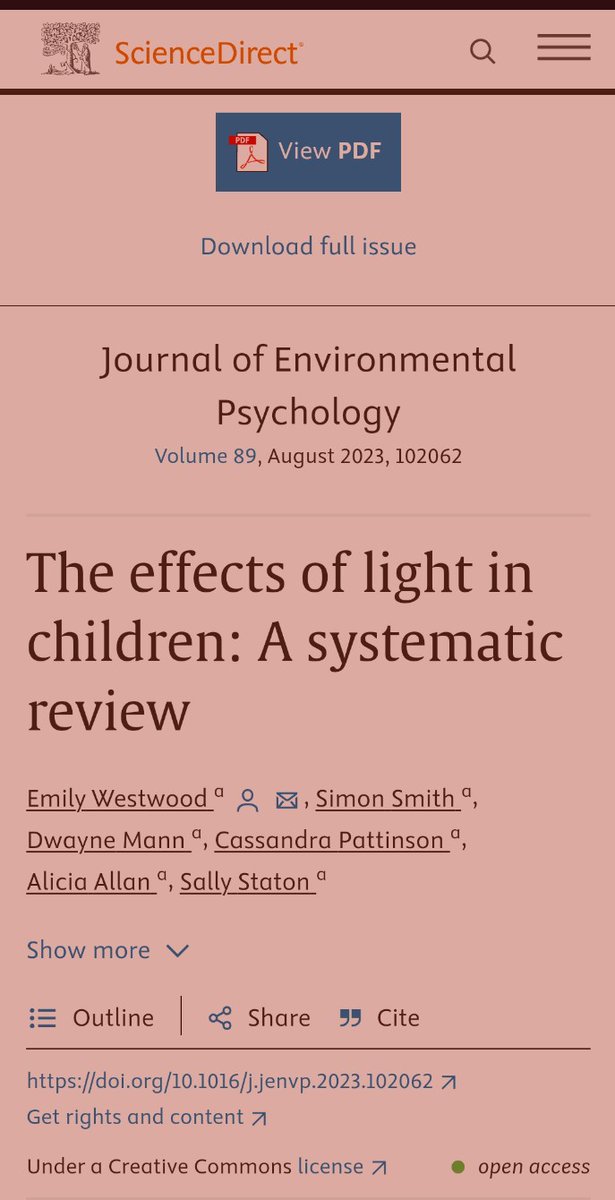 ScienceDirect®
PDF
View PDF
Download full issue
Journal of Environmental
Psychology
Volume 89, August 2023, 102062
The effects of light in
children: A systematic
review
Emily Westwood a , Simon Smith a,
Dwayne Mann a, Cassandra Pattinson a,
Alicia Allan a, Sally Staton a
Show more
Outline | Share Cite
https://doi.org/10.1016/j.jenvp.2023.102062
Get rights and content
Under a Creative Commons license open access